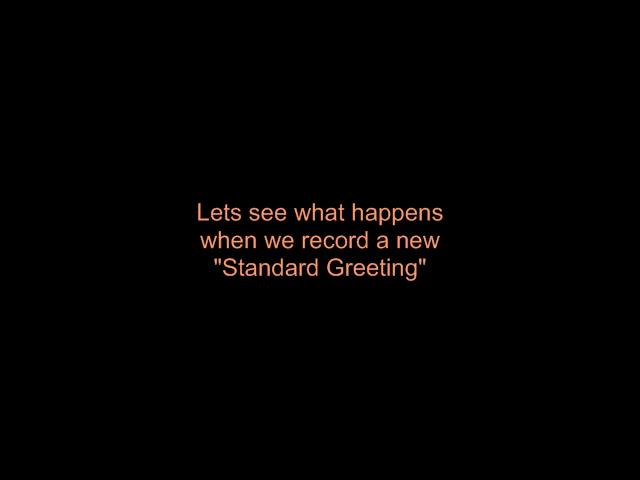 Lets see what happens
when we record a new
"Standard Greeting"